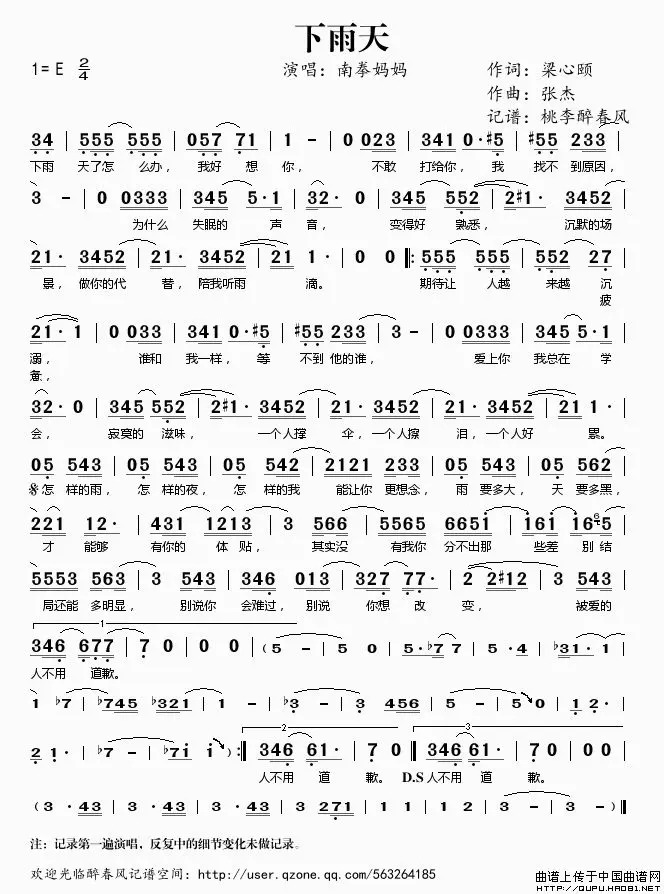 下雨天
1= E 2/4
演唱：南拳妈妈
作词：梁心颐
作曲：张杰
记谱：桃李醉春风
34 | 555 555 | 057 71 | 1 - | 0 023 | 341 0·#5 | #55 233 |
下雨 天了怎 么办，我好 想 你， 不敢 打给你，我 找不 到原因，
3 - | 0 0333 | 345 5·1 | 32· 0 | 345 552 | 2#1· 3452 |
为什么 失眠的 声 音， 变得好 熟悉， 沉默的场
21· 3452 | 21· 3452 | 21 1· | 0 0 ‖: 555 555 | 552 27 |
景，做你的代 替，陪我听雨 滴。 期待让 人越 来越 沉
疲
21· 1 | 0 033 | 341 0·#5 | #55 233 | 3 - | 0 0333 | 345 5·1 |
溺， 谁和 我一样，等 不到 他的谁， 爱上你 我总在 学
惫，
32· 0 | 345 552 | 2#1· 3452 | 21· 3452 | 21· 3452 | 21 1· |
会， 寂寞的 滋味， 一个人撑 伞，一个人擦 泪，一个人好 累。
05 543 | 05 543 | 05 542 | 2121 233 | 05 543 | 05 562 |
怎 样的雨，怎 样的夜，怎 样的我 能让你 更想念，雨 要多大，天 要多黑，
221 12· | 431 1213 | 3 566 | 5565 6651 | 161 165 |
才 能够 有你的 体 贴， 其实没 有我你 分不出那 些差 别结
5553 563 | 3 543 | 346 013 | 327 77· | 2 2#12 | 3 543 |
局还能 多明显， 别说你 会难过，别说 你想 改 变， 被爱的
1
346 677 | 7 0 | 0 0 | (5 - | 5 0 | 5·b77 | 5·4 | b31· 1 |
人不用 道歉。
1 b7 | b745 b321 | 1 - | b3 - | 3 456 | 5 - | 5 0 | 1 2· |
2 1· | b7 - | b7i i ) :‖ 346 61· | 7 0 ‖ 346 61· | 7 0 | 0 0 |
2
3
人不用 道 歉。 D.S 人不用 道 歉。
(3· 43 | 3· 43 | 3· 43 | 3 271 | 1 1 | 1 2 | 3 - | 3 - )‖
注：记录第一遍演唱，反复中的细节变化未做记录。
欢迎光临醉春风记谱空间：http://user.qzone.qq.com/563264185
曲谱上传于中国曲谱网
HTTP://QUPU.HAO81.NET